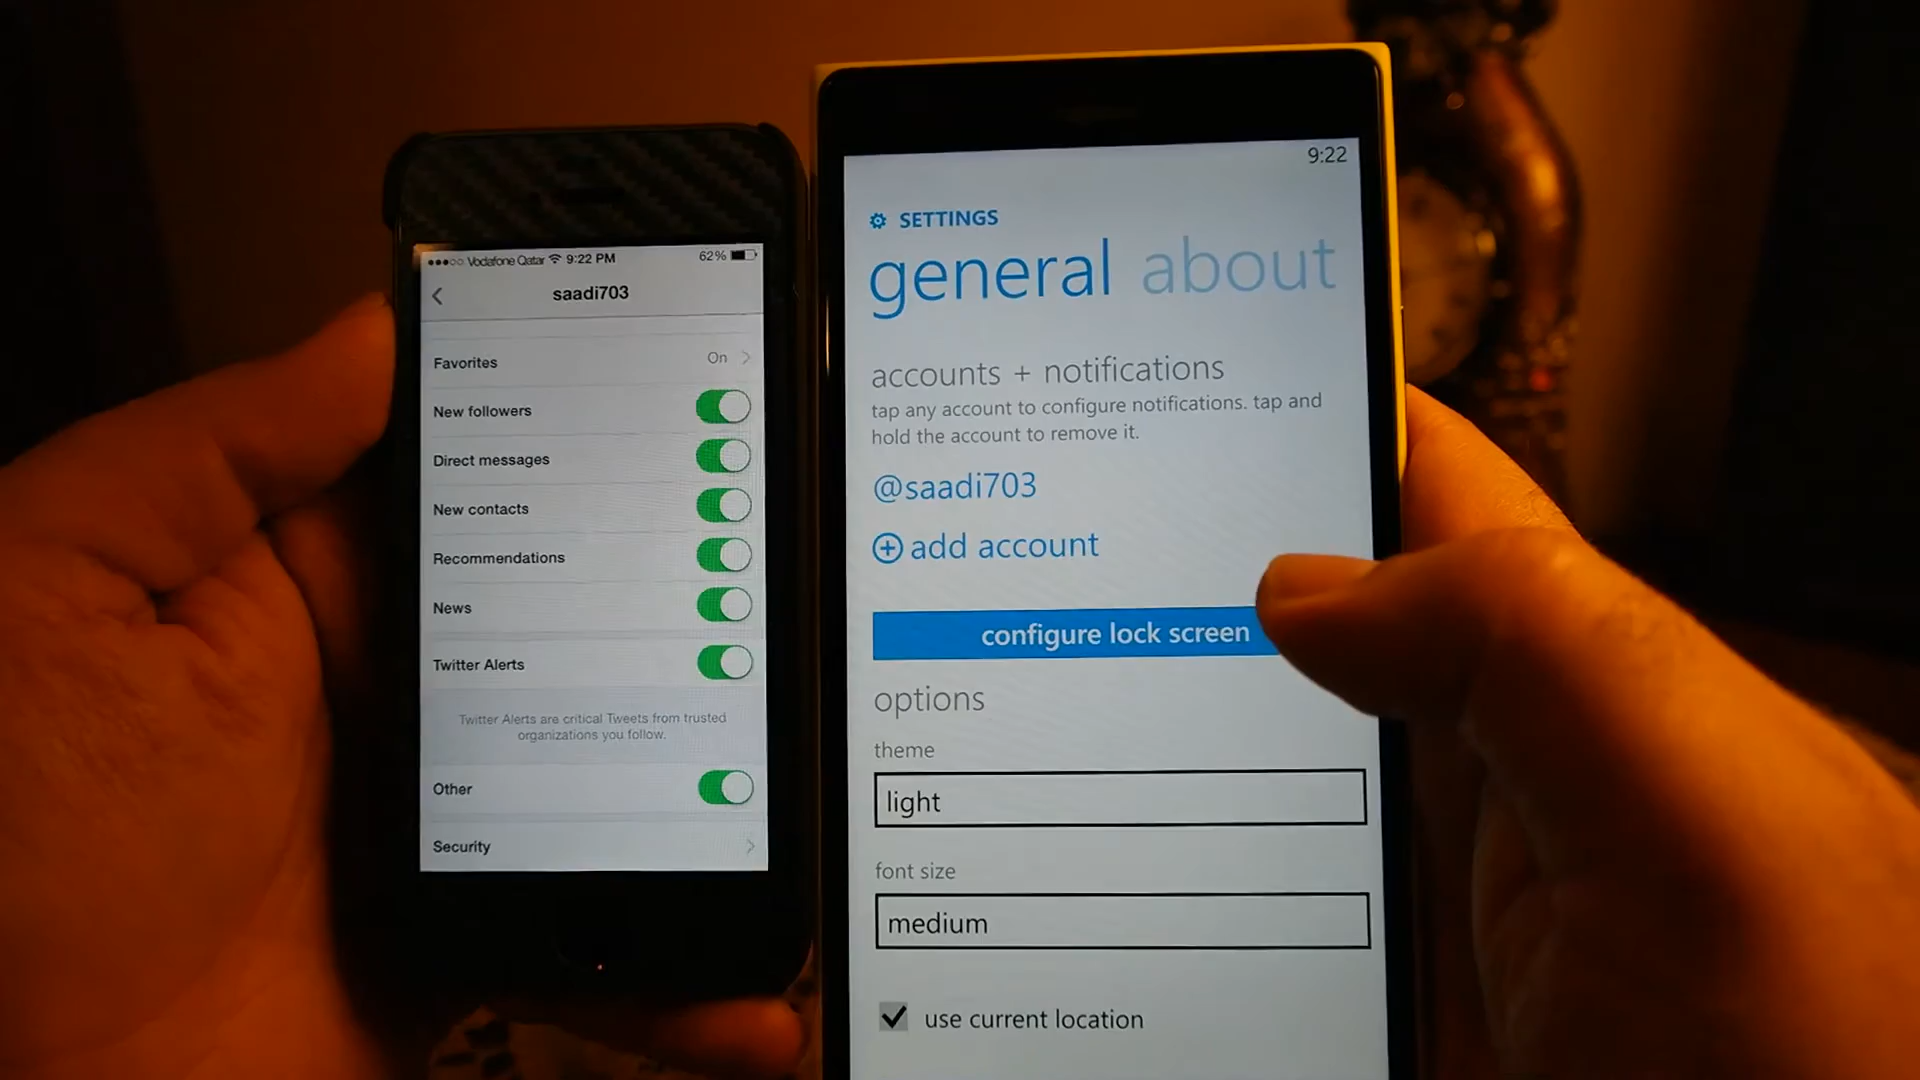 Vodafone Qatar 9:22 PM 62%
saadi703
Favorites On
New followers
Direct messages
New contacts
Recommendations
News
Twitter Alerts
Twitter Alerts are critical Tweets from trusted
organizations you follow.
Other
Security
9:22
SETTINGS
general about
accounts + notifications
tap any account to configure notifications. tap and
hold the account to remove it.
@saadi703
add account
configure lock screen
options
theme
light
font size
medium
use current location